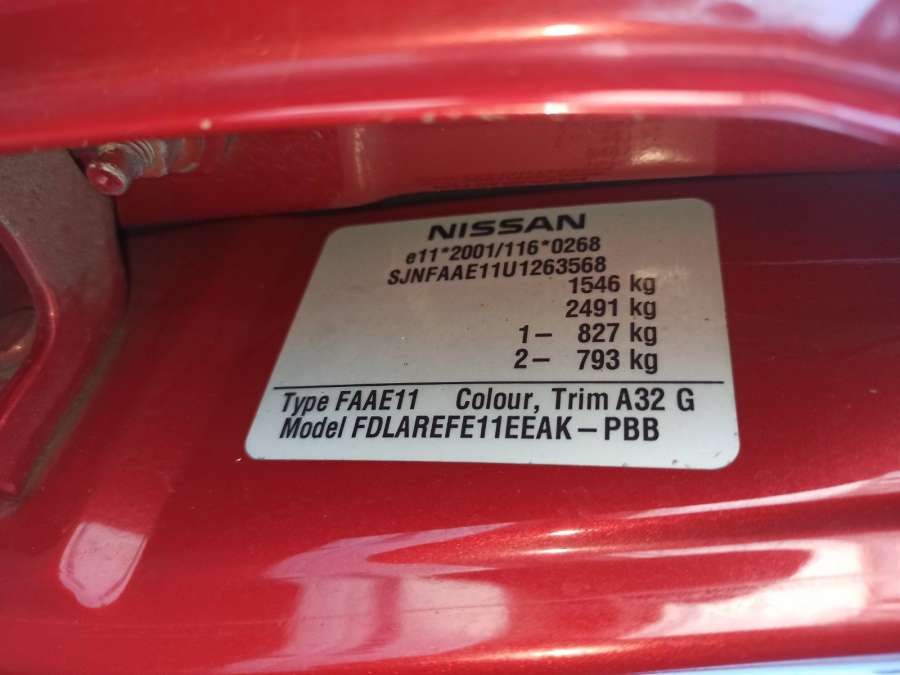 NISSAN
e11*2001/116*0268
SJNFAAE11U1263568
1546 kg
2491 kg
1– 827 kg
2– 793 kg
Type FAAE11 Colour, Trim A32 G
Model FDLAREFE11EEAK–PBB